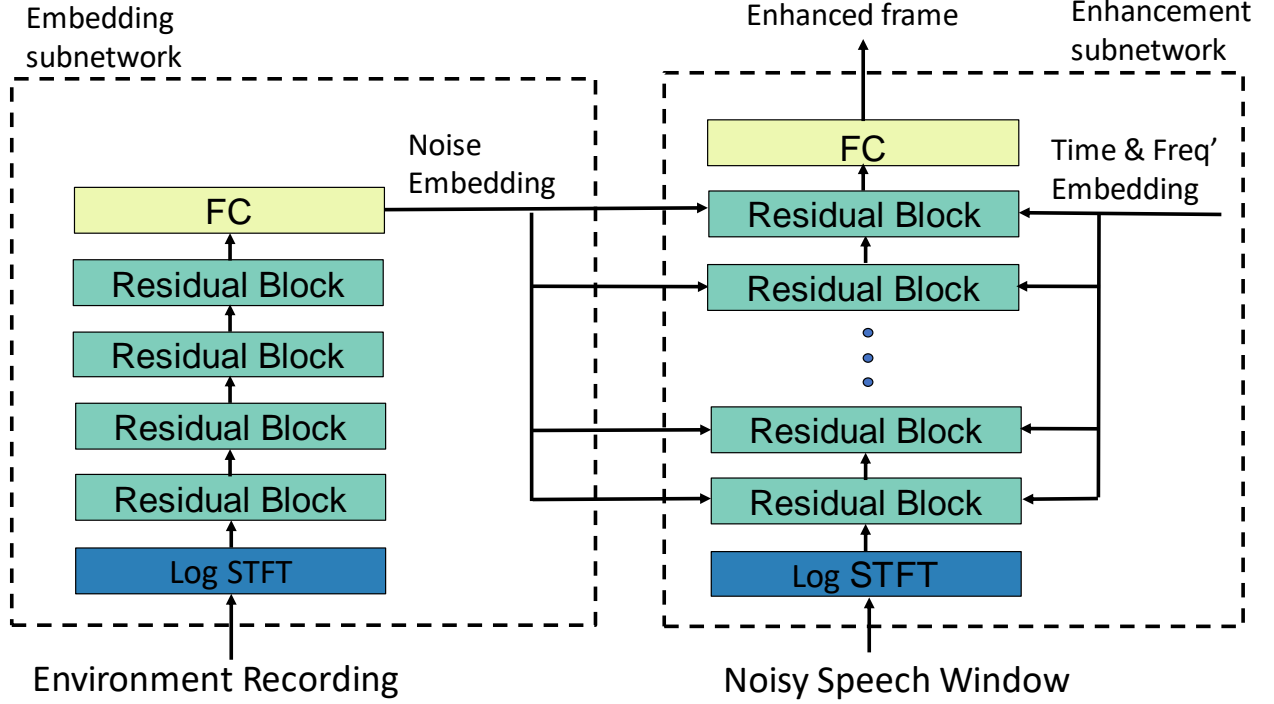 Embedding
subnetwork
Noise
Embedding
FC
Residual Block
Residual Block
Residual Block
Residual Block
Log STFT
Environment Recording
Enhanced frame
Enhancement
subnetwork
FC
Time & Freq’
Embedding
Residual Block
Residual Block
Residual Block
Residual Block
Log STFT
Noisy Speech Window